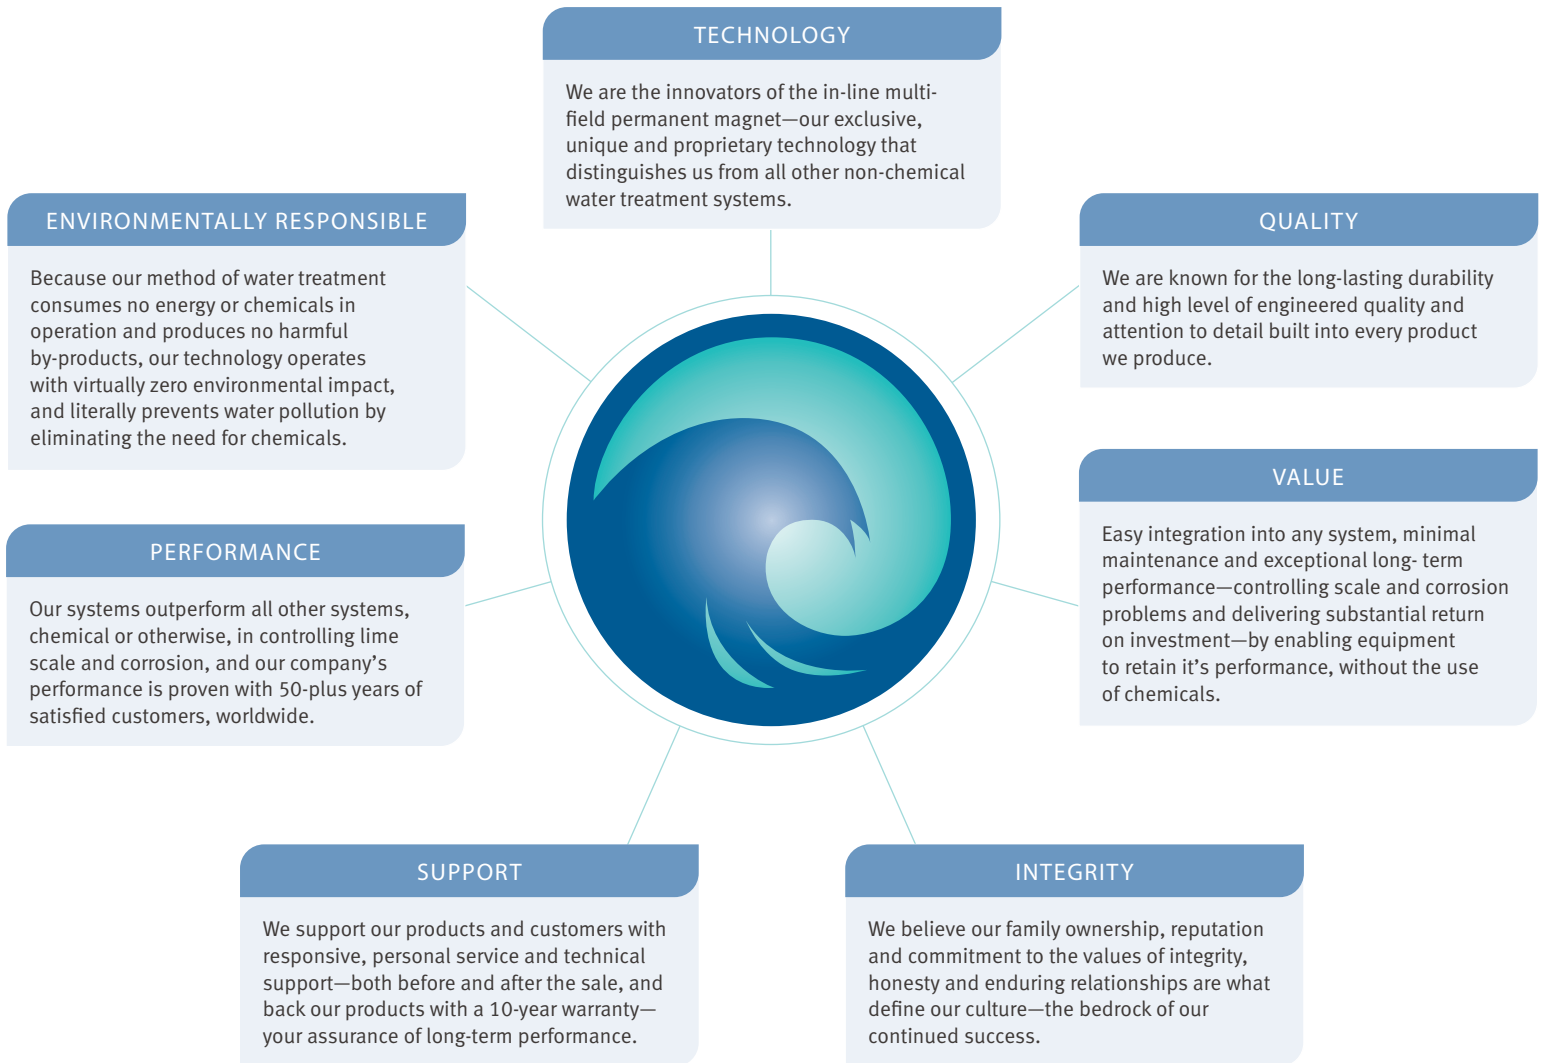 TECHNOLOGY
We are the innovators of the in-line multi-
field permanent magnet—our exclusive,
unique and proprietary technology that
distinguishes us from all other non-chemical
water treatment systems.
ENVIRONMENTALLY RESPONSIBLE
Because our method of water treatment
consumes no energy or chemicals in
operation and produces no harmful
by-products, our technology operates
with virtually zero environmental impact,
and literally prevents water pollution by
eliminating the need for chemicals.
QUALITY
We are known for the long-lasting durability
and high level of engineered quality and
attention to detail built into every product
we produce.
VALUE
Easy integration into any system, minimal
maintenance and exceptional long- term
performance—controlling scale and corrosion
problems and delivering substantial return
on investment—by enabling equipment
to retain it's performance, without the use
of chemicals.
PERFORMANCE
Our systems outperform all other systems,
chemical or otherwise, in controlling lime
scale and corrosion, and our company's
performance is proven with 50-plus years of
satisfied customers, worldwide.
SUPPORT
We support our products and customers with
responsive, personal service and technical
support—both before and after the sale, and
back our products with a 10-year warranty—
your assurance of long-term performance.
INTEGRITY
We believe our family ownership, reputation
and commitment to the values of integrity,
honesty and enduring relationships are what
define our culture—the bedrock of our
continued success.